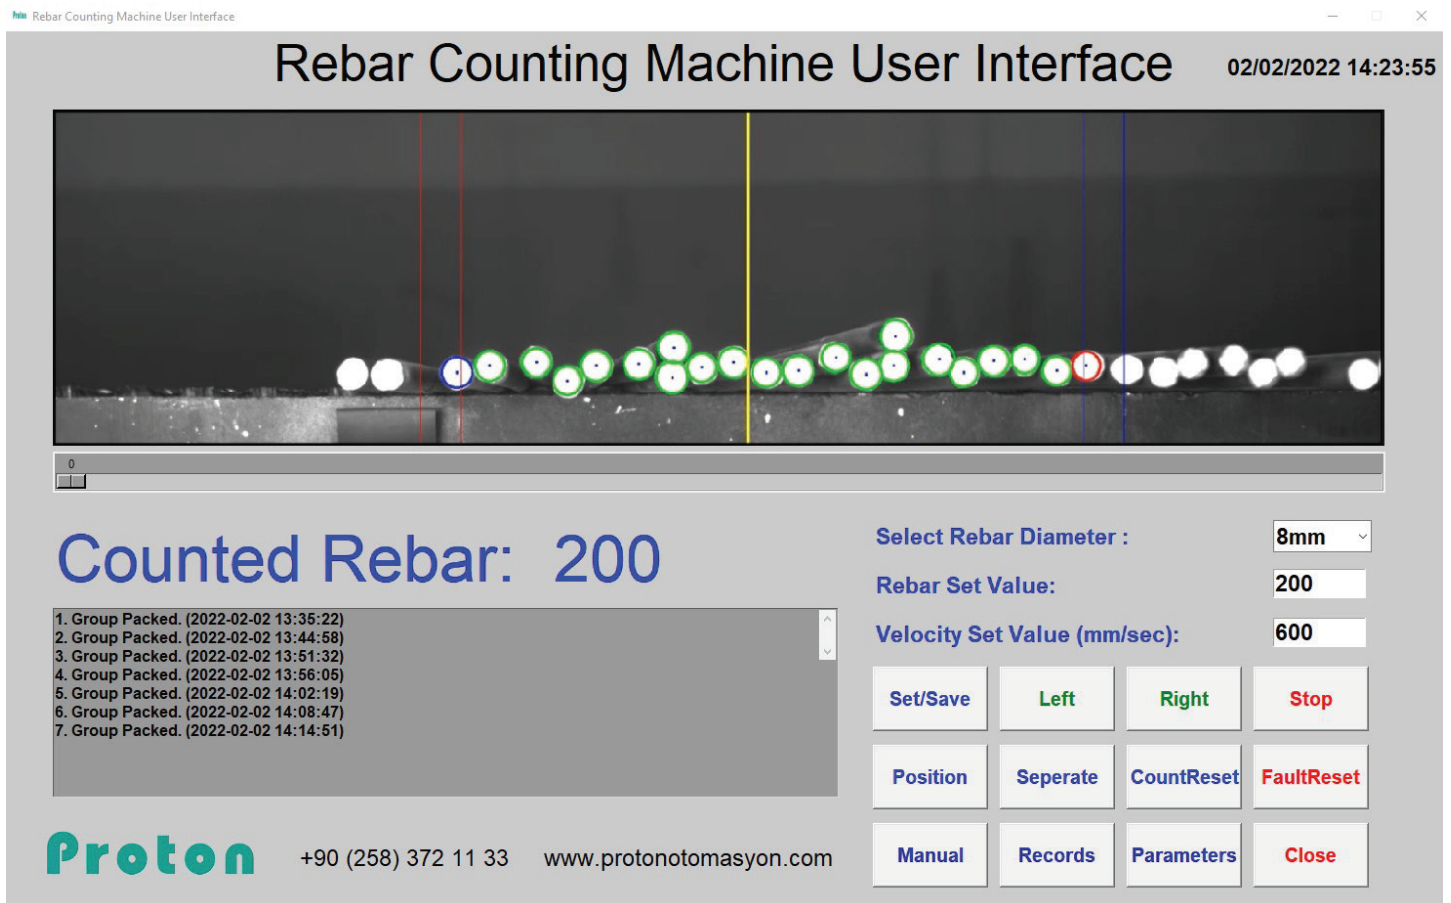 Proton Rebar Counting Machine User Interface
Rebar Counting Machine User Interface
02/02/2022 14:23:55
0
Counted Rebar: 200
1. Group Packed. (2022-02-02 13:35:22)
2. Group Packed. (2022-02-02 13:44:58)
3. Group Packed. (2022-02-02 13:51:32)
4. Group Packed. (2022-02-02 13:56:05)
5. Group Packed. (2022-02-02 14:02:19)
6. Group Packed. (2022-02-02 14:08:47)
7. Group Packed. (2022-02-02 14:14:51)
Select Rebar Diameter : 8mm
Rebar Set Value: 200
Velocity Set Value (mm/sec): 600
Set/Save Left Right Stop
Position Seperate CountReset FaultReset
Manual Records Parameters Close
Proton +90 (258) 372 11 33 www.protonotomasyon.com